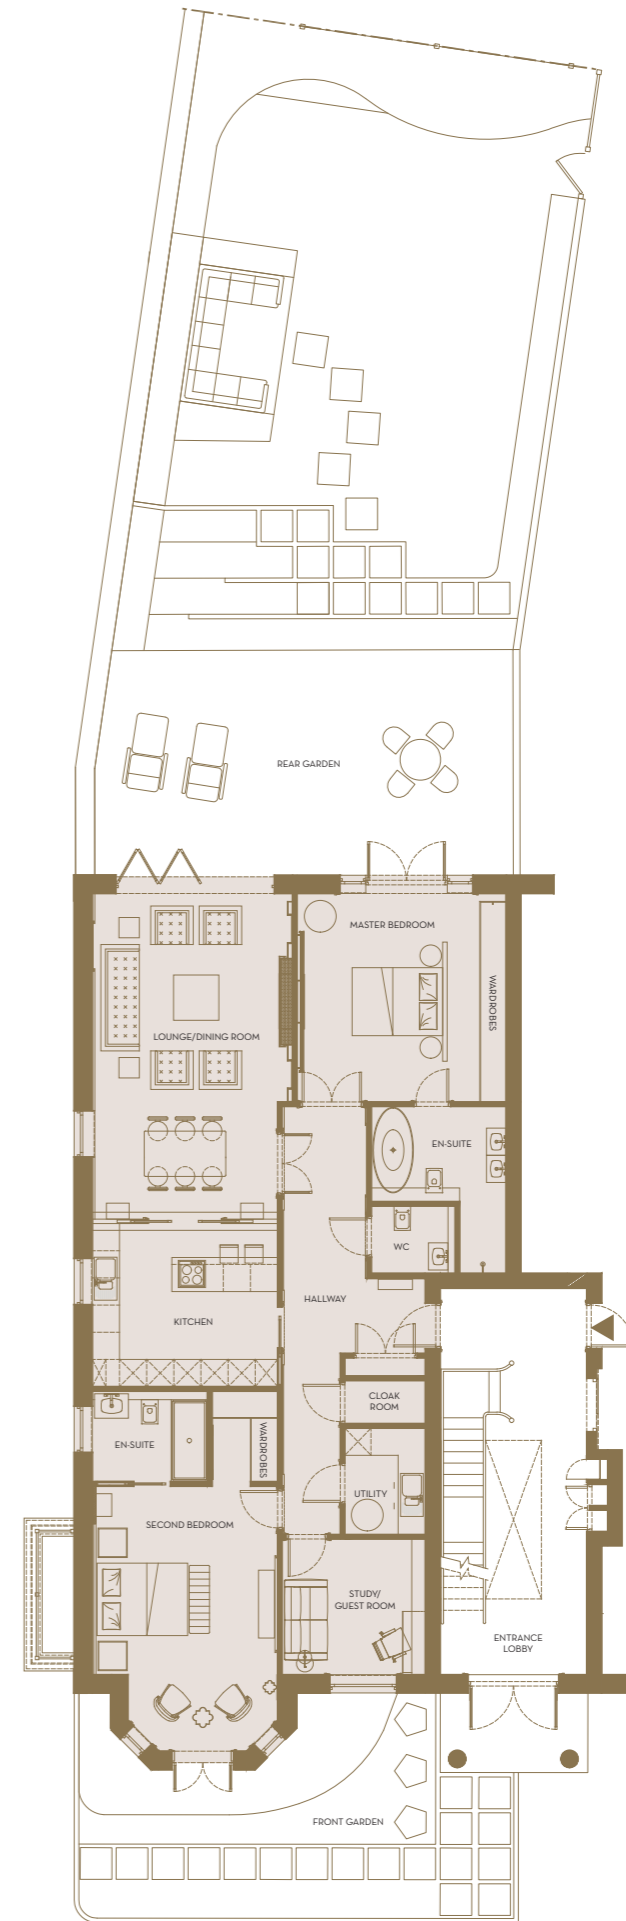 REAR GARDEN
MASTER BEDROOM
WARDROBES
LOUNGE/DINING ROOM
EN-SUITE
WC
HALLWAY
KITCHEN
CLOAK
ROOM
EN-SUITE
WARDROBES
UTILITY
SECOND BEDROOM
STUDY/
GUEST ROOM
ENTRANCE
LOBBY
FRONT GARDEN